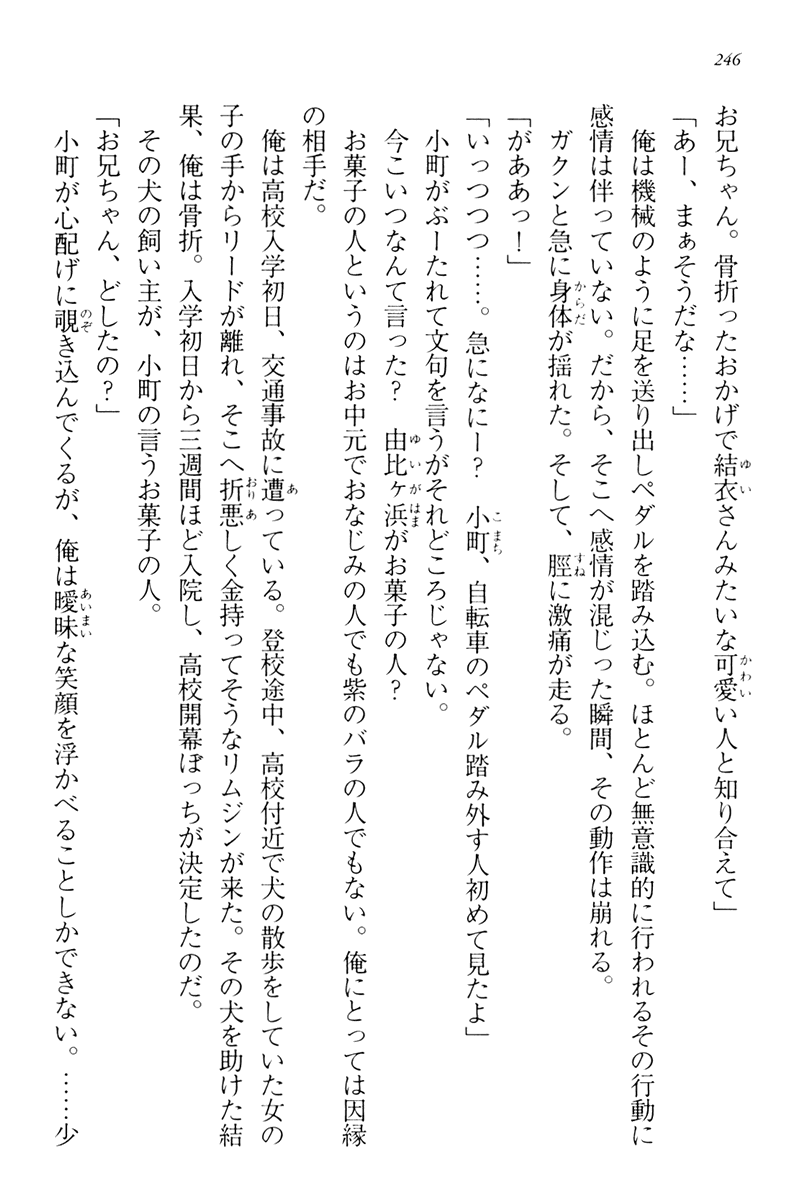 246
お兄ちゃん。骨折ったおかげで結衣さんみたいな可愛い人と知り合えて」
「あー、まぁそうだな……」
俺は機械のように足を送り出しペダルを踏み込む。ほとんど無意識的に行われるその行動に
感情は伴っていない。だから、そこへ感情が混じった瞬間、その動作は崩れる。
ガクンと急に身体が揺れた。そして、脛に激痛が走る。
「がああっ！」
「いっつつつ……。急になにー？　小町、自転車のペダル踏み外す人初めて見たよ」
小町がぶーたれて文句を言うがそれどころじゃない。
今こいつなんて言った？　由比ヶ浜がお菓子の人？
お菓子の人というのはお中元でおなじみの人でも紫のバラの人でもない。俺にとっては因縁
の相手だ。
俺は高校入学初日、交通事故に遭っている。登校途中、高校付近で犬の散歩をしていた女の
子の手からリードが離れ、そこへ折悪しく金持ってそうなリムジンが来た。その犬を助けた結
果、俺は骨折。入学初日から三週間ほど入院し、高校開幕ぼっちが決定したのだ。
その犬の飼い主が、小町の言うお菓子の人。
「お兄ちゃん、どしたの？」
小町が心配げに覗き込んでくるが、俺は曖昧な笑顔を浮かべることしかできない。……少